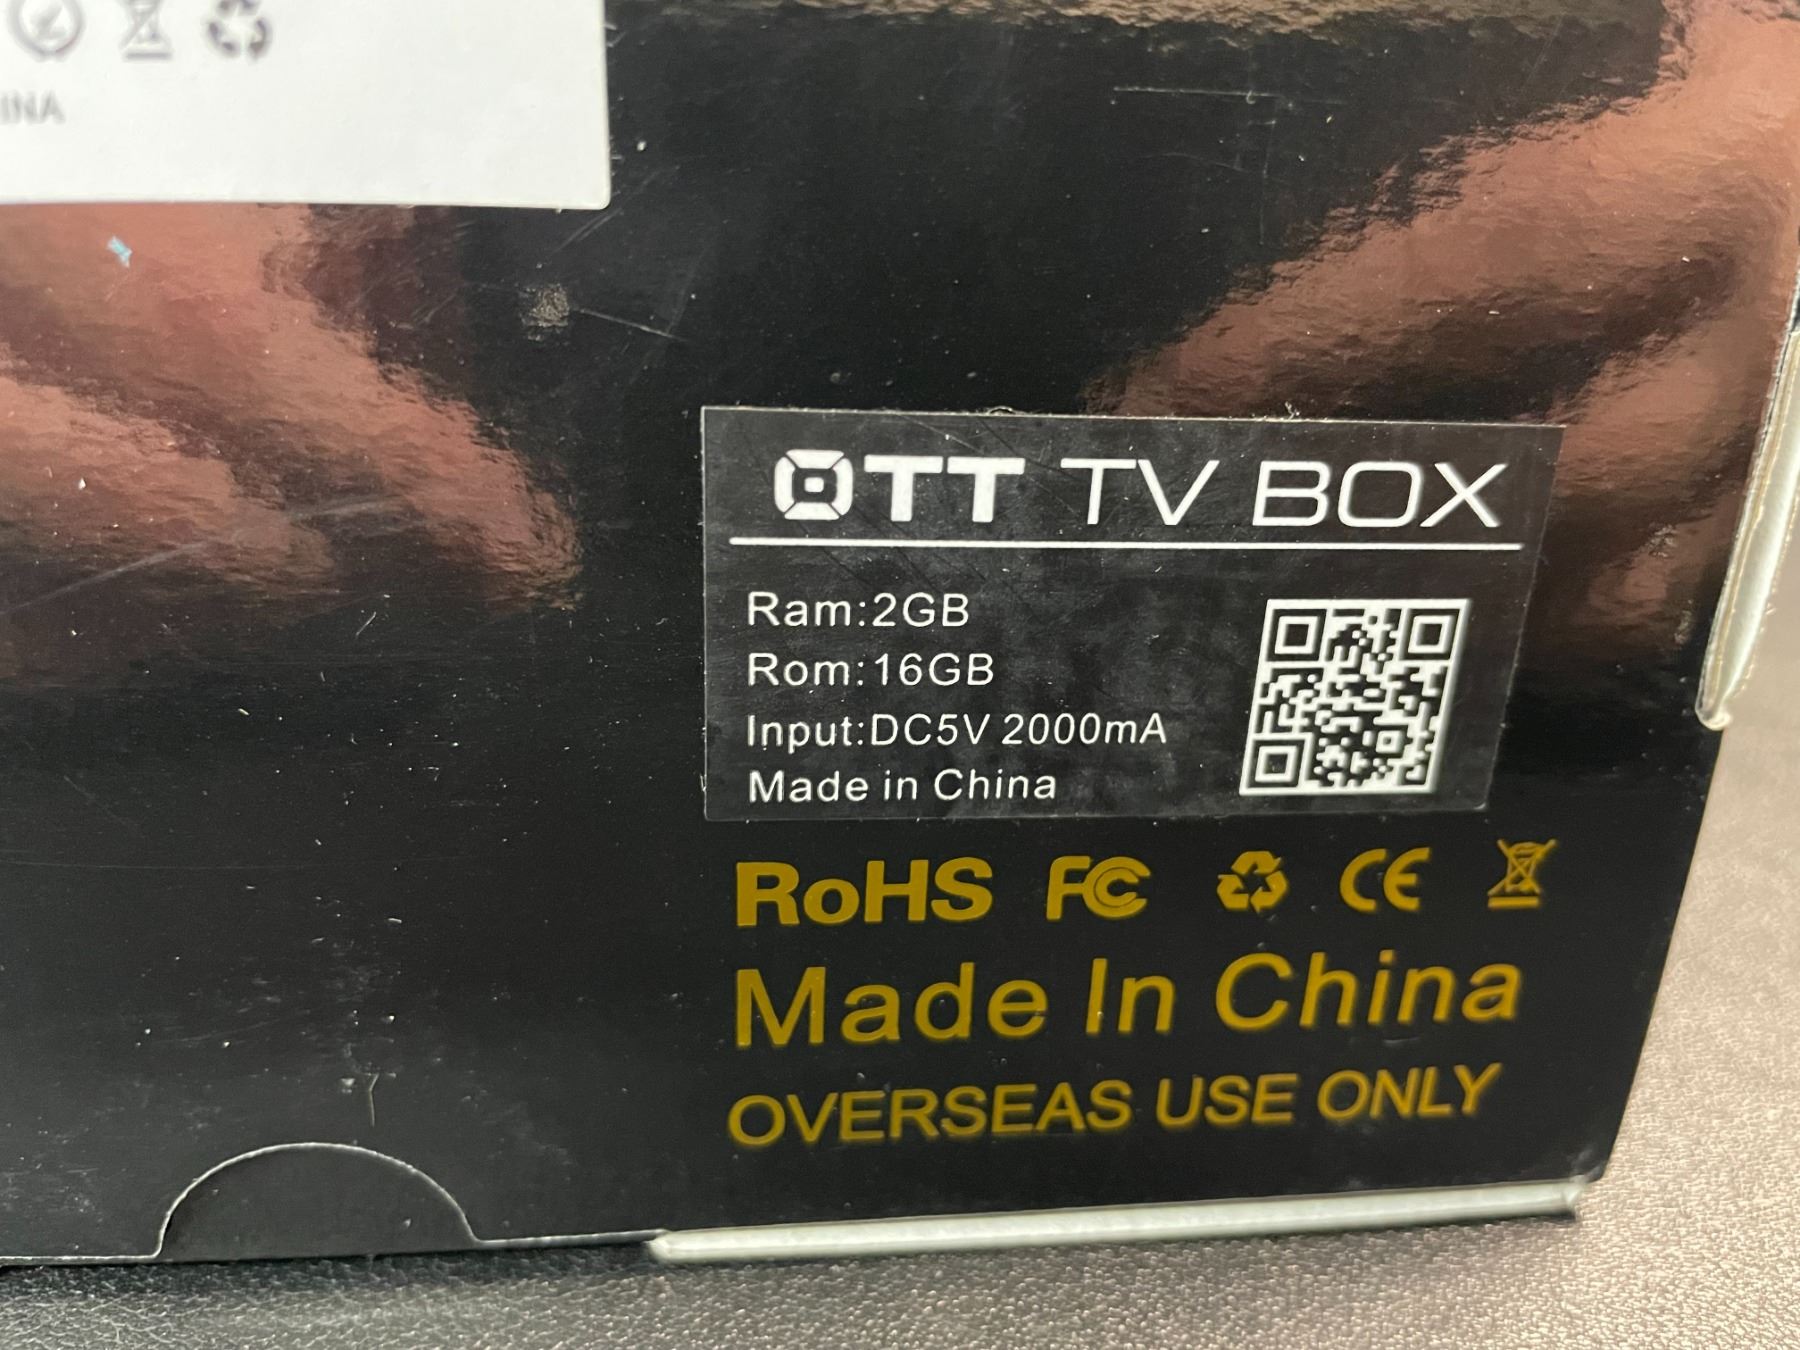 INA
OTT TV BOX
Ram:2GB
Rom:16GB
Input:DC5V 2000mA
Made in China
RoHS FC CE
Made In China
OVERSEAS USE ONLY